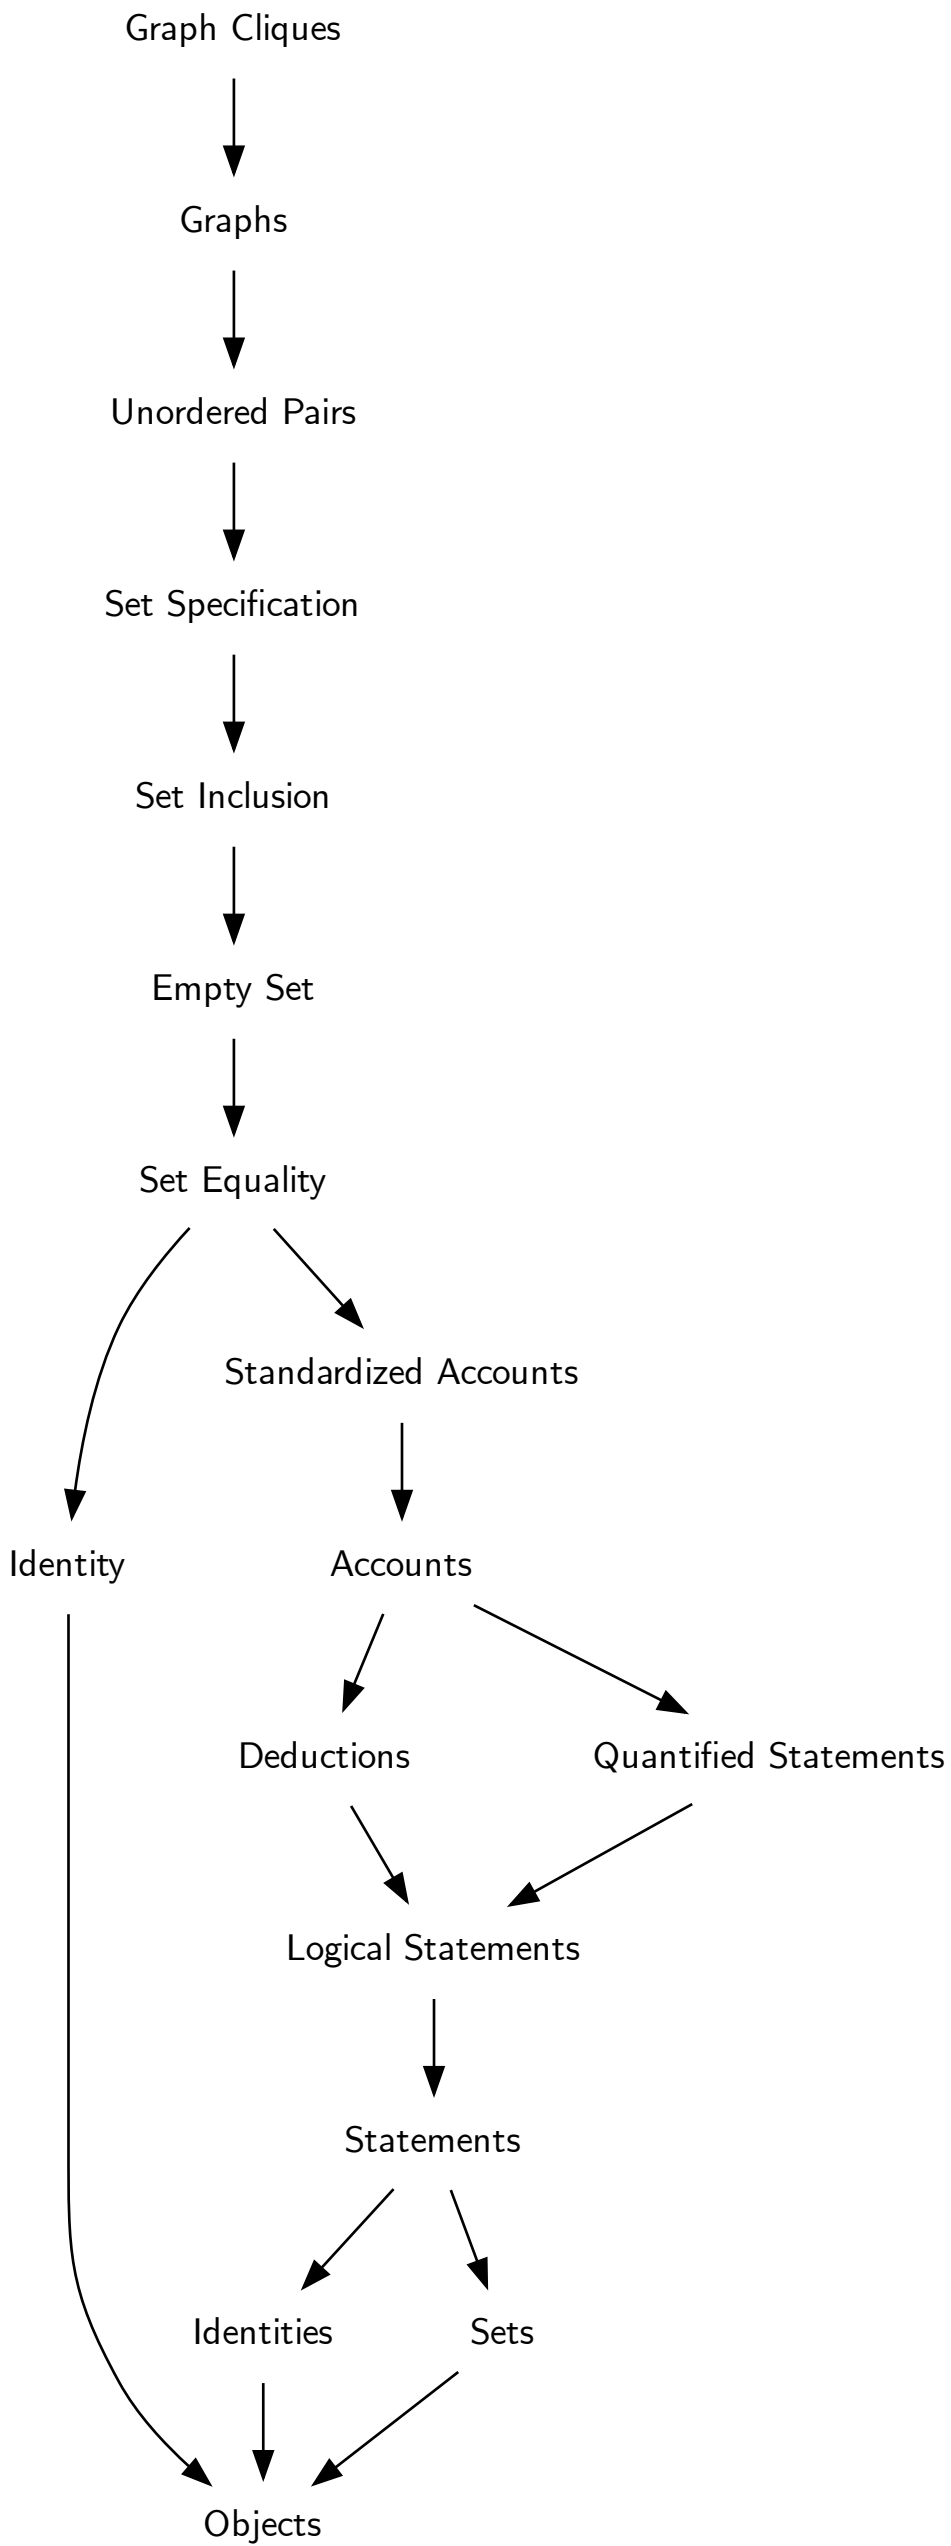 Graph Cliques
Graphs
Unordered Pairs
Set Specification
Set Inclusion
Empty Set
Set Equality
Standardized Accounts
Identity
Accounts
Deductions
Quantified Statements
Logical Statements
Statements
Identities
Sets
Objects